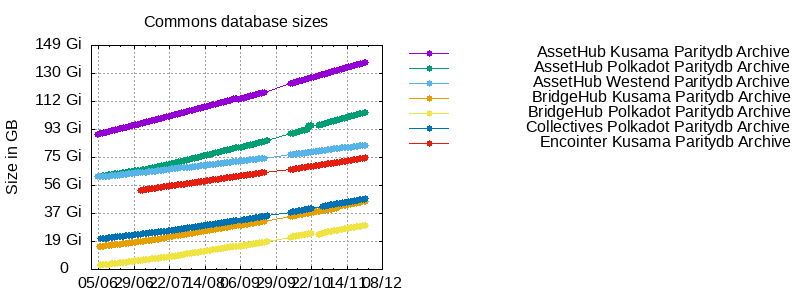 Commons database sizes
149 Gi
130 Gi
112 Gi
93 Gi
75 Gi
56 Gi
37 Gi
19 Gi
0
Size in GB
05/06 29/06 22/07 14/08 06/09 29/09 22/10 14/11 08/12
AssetHub Kusama Paritydb Archive
AssetHub Polkadot Paritydb Archive
AssetHub Westend Paritydb Archive
BridgeHub Kusama Paritydb Archive
BridgeHub Polkadot Paritydb Archive
Collectives Polkadot Paritydb Archive
Encointer Kusama Paritydb Archive